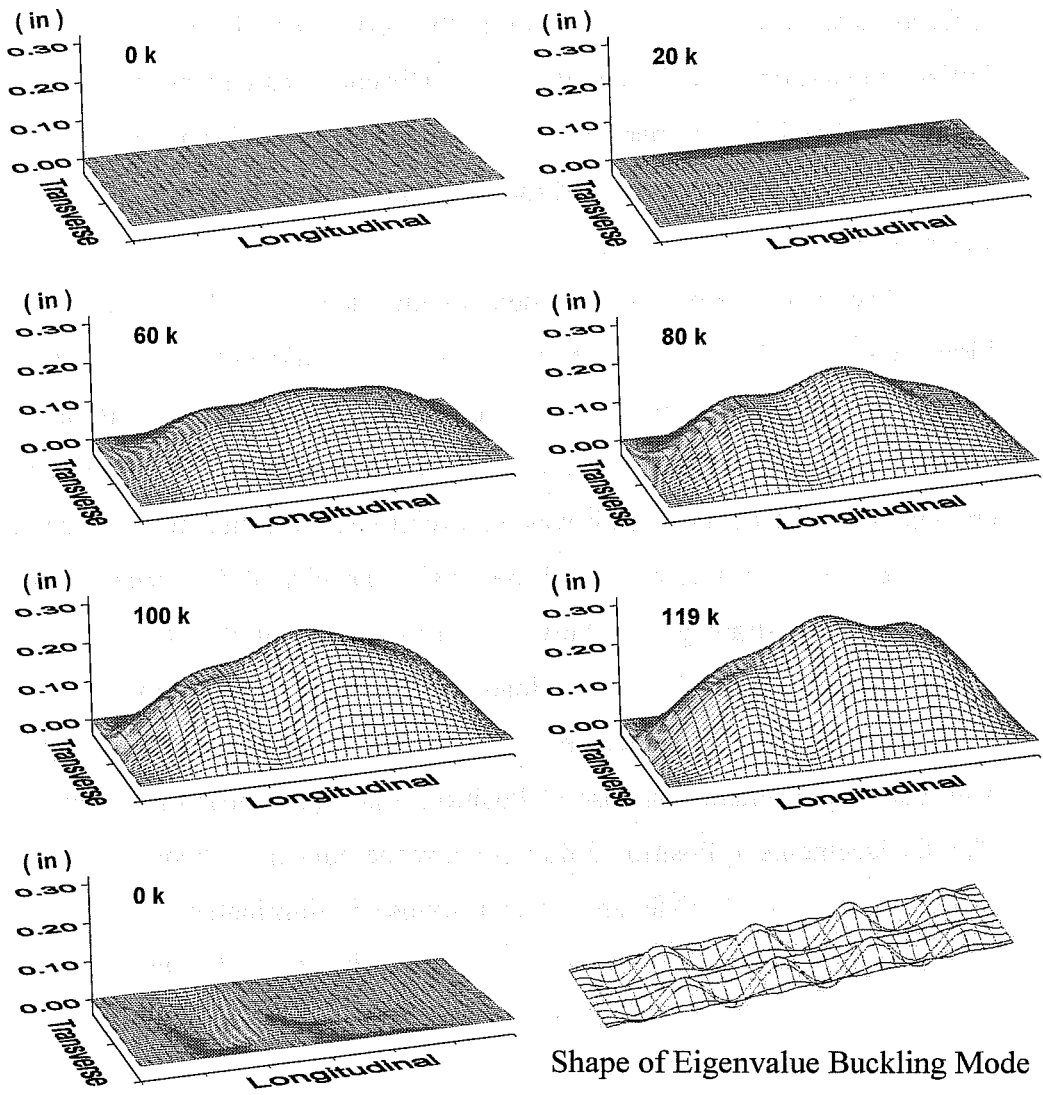 ( in )
0.30
0 k
0.20
0.10
0.00
Transverse
Longitudinal
( in )
0.30
20 k
0.20
0.10
0.00
Transverse
Longitudinal
( in )
0.30
60 k
0.20
0.10
0.00
Transverse
Longitudinal
( in )
0.30
80 k
0.20
0.10
0.00
Transverse
Longitudinal
( in )
0.30
100 k
0.20
0.10
0.00
Transverse
Longitudinal
( in )
0.30
119 k
0.20
0.10
0.00
Transverse
Longitudinal
( in )
0.30
0 k
0.20
0.10
0.00
Transverse
Longitudinal
Shape of Eigenvalue Buckling Mode